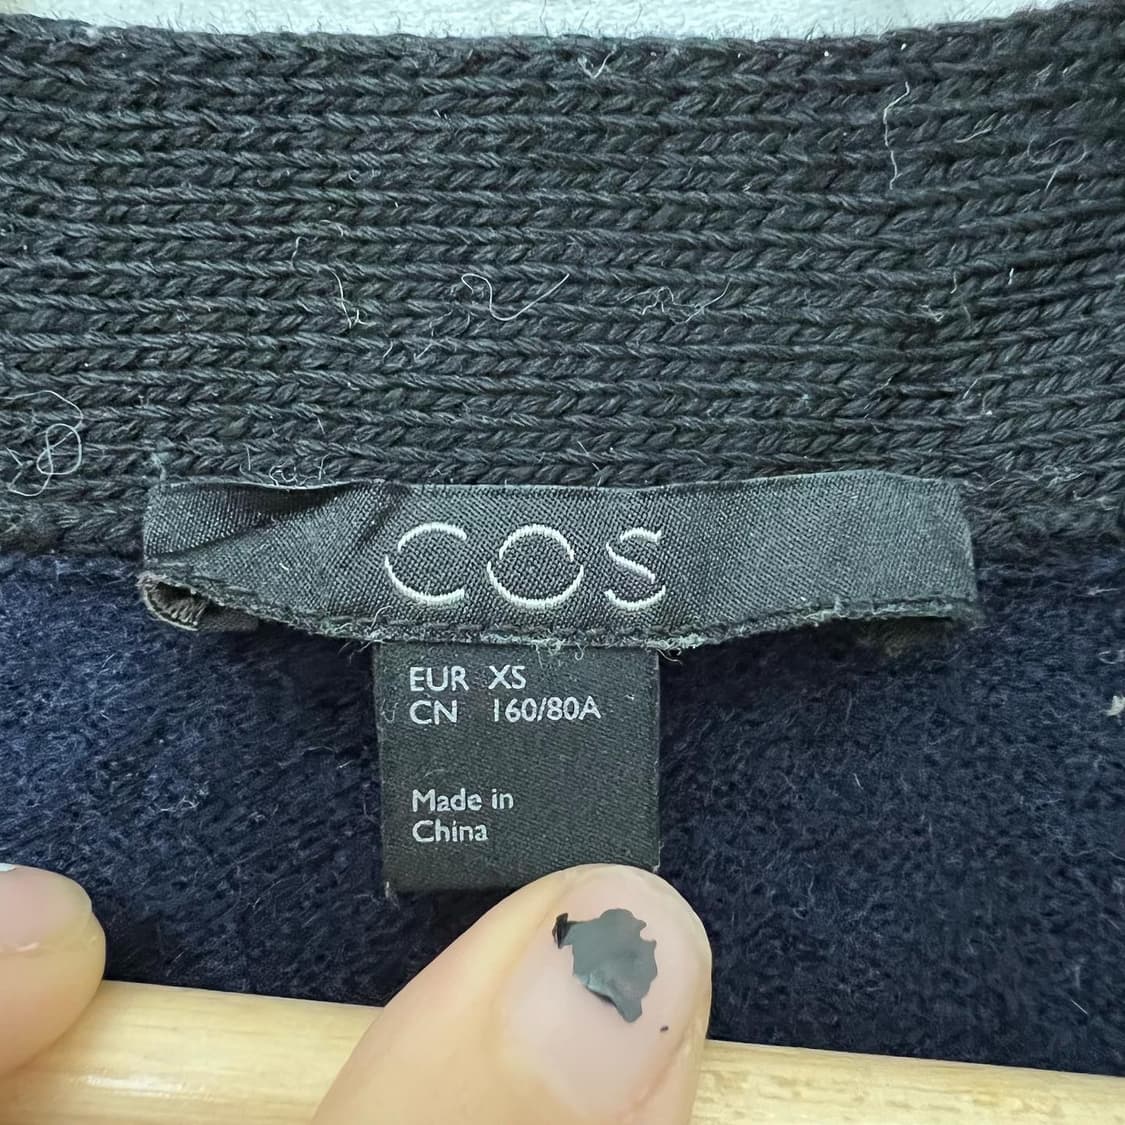 COS
EUR XS
CN 160/80A
Made in
China